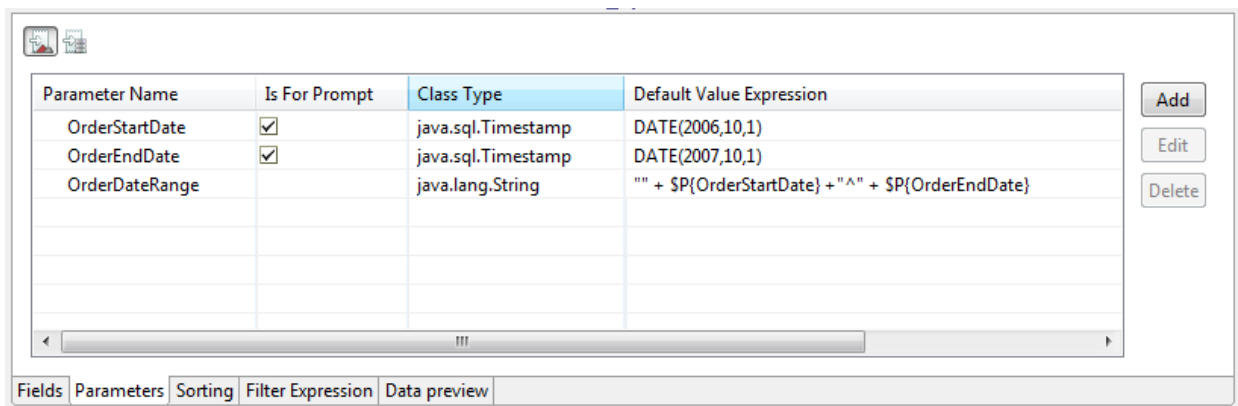 Parameter Name Is For Prompt Class Type Default Value Expression
OrderStartDate java.sql.Timestamp DATE(2006,10,1)
OrderEndDate java.sql.Timestamp DATE(2007,10,1)
OrderDateRange java.lang.String "" + $P{OrderStartDate} +"^" + $P{OrderEndDate}
Add
Edit
Delete
Fields Parameters Sorting Filter Expression Data preview